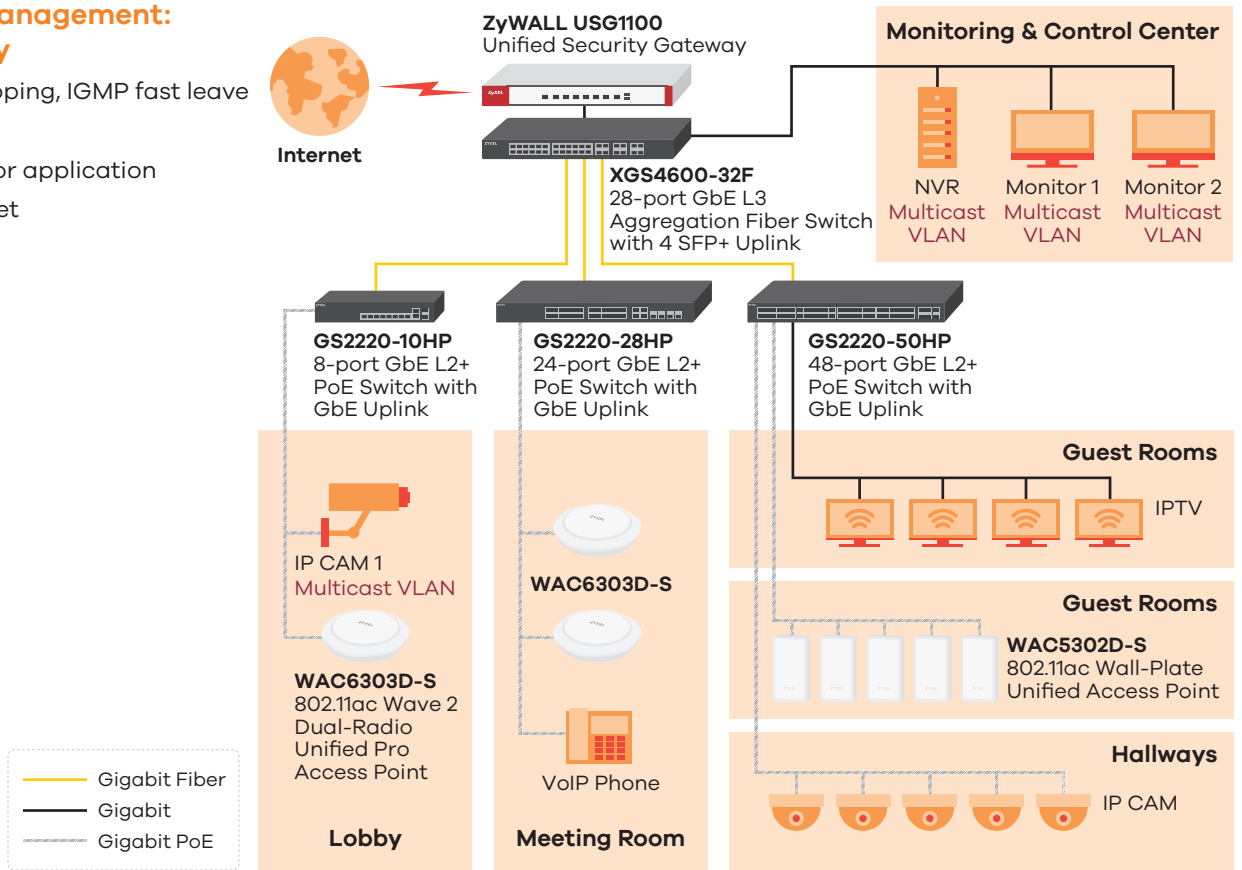 anagement:
y
pping, IGMP fast leave
or application
et
Internet
ZyWALL USG1100
Unified Security Gateway
ZyXEL
ZYXEL
XGS4600-32F
28-port GbE L3
Aggregation Fiber Switch
with 4 SFP+ Uplink
Monitoring & Control Center
NVR
Multicast
VLAN
Monitor 1
Multicast
VLAN
Monitor 2
Multicast
VLAN
GS2220-10HP
8-port GbE L2+
PoE Switch with
GbE Uplink
GS2220-28HP
24-port GbE L2+
PoE Switch with
GbE Uplink
GS2220-50HP
48-port GbE L2+
PoE Switch with
GbE Uplink
IP CAM 1
Multicast VLAN
ZYXEL
WAC6303D-S
802.11ac Wave 2
Dual-Radio
Unified Pro
Access Point
Lobby
ZYXEL
WAC6303D-S
ZYXEL
VoIP Phone
Meeting Room
Guest Rooms
IPTV
Guest Rooms
WAC5302D-S
802.11ac Wall-Plate
Unified Access Point
Hallways
IP CAM
Gigabit Fiber
Gigabit
Gigabit PoE